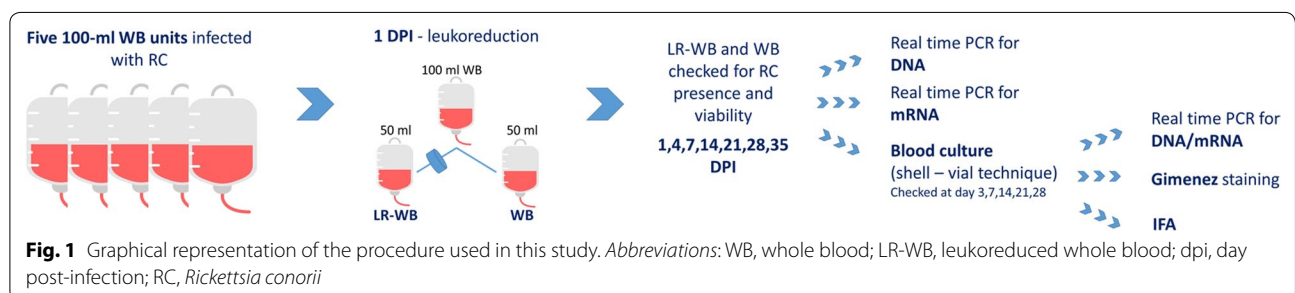 Five 100-ml WB units infected
with RC
1 DPI - leukoreduction
100 ml WB
50 ml
50 ml
LR-WB
WB
LR-WB and WB
checked for RC
presence and
viability
1,4,7,14,21,28,35
DPI
Real time PCR for
DNA
Real time PCR for
mRNA
Blood culture
(shell – vial technique)
Checked at day 3,7,14,21,28
Real time PCR for
DNA/mRNA
Gimenez staining
IFA
Fig. 1 Graphical representation of the procedure used in this study. Abbreviations: WB, whole blood; LR-WB, leukoreduced whole blood; dpi, day
post-infection; RC, Rickettsia conorii